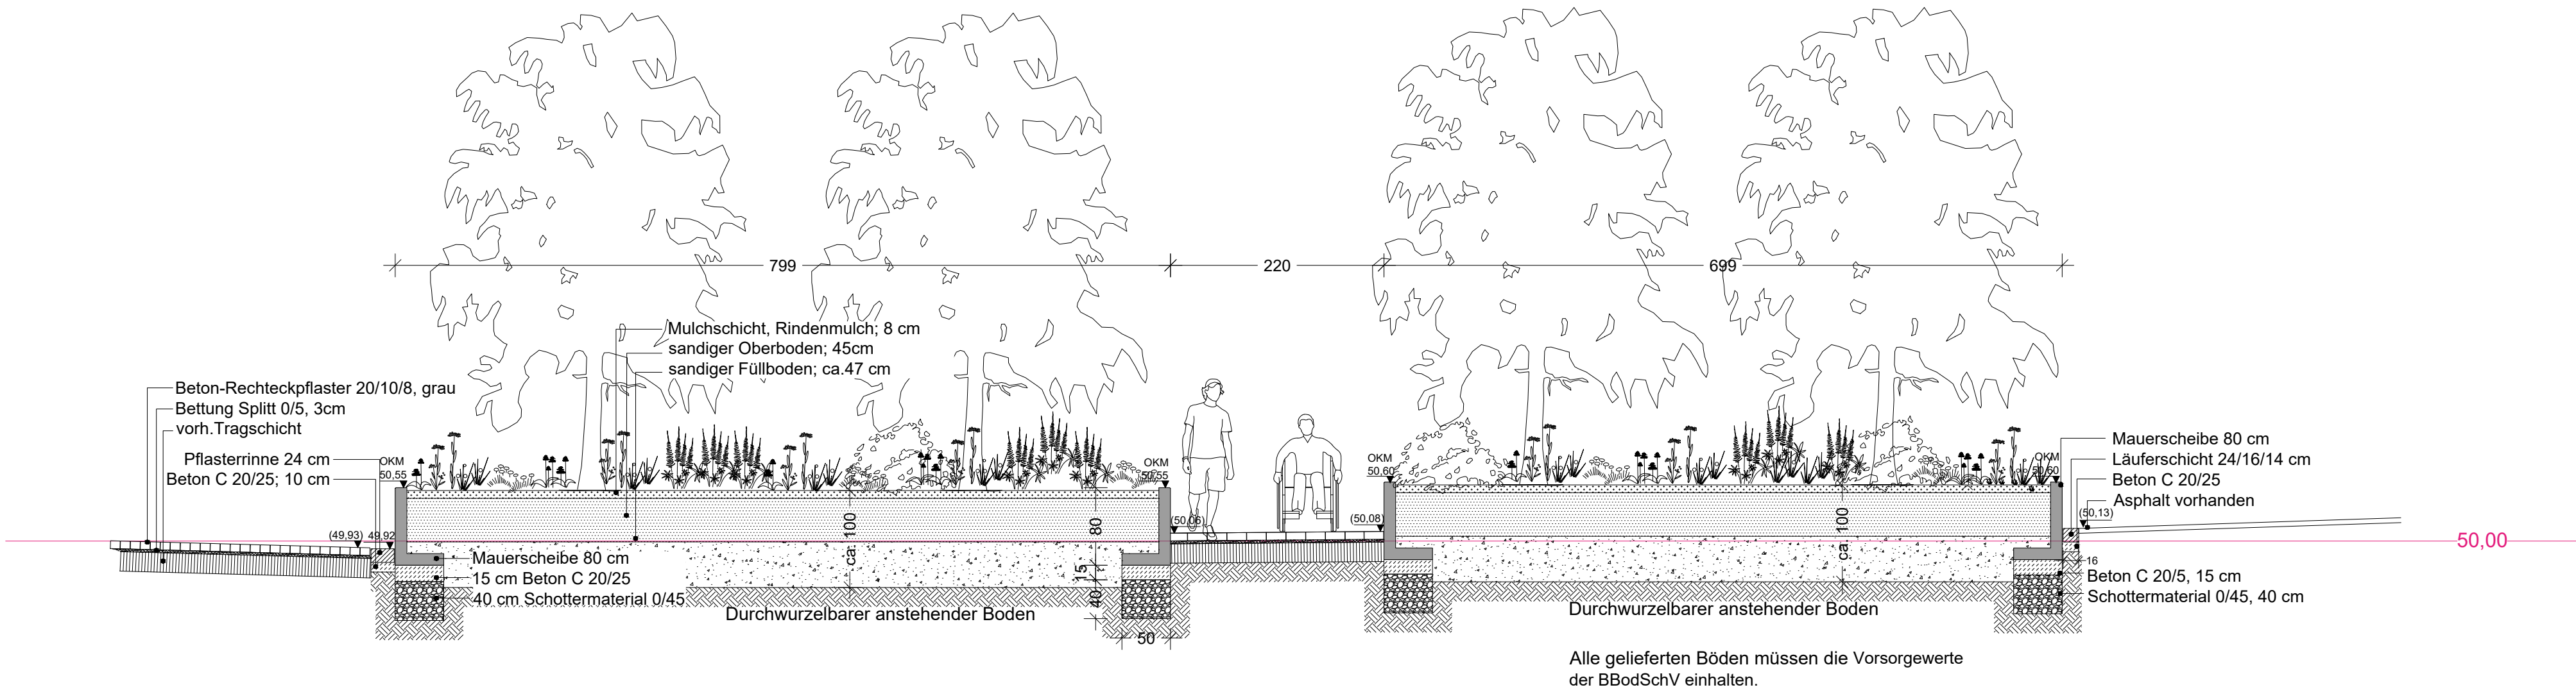 799
220
699
Mulchschicht, Rindenmulch; 8 cm
sandiger Oberboden; 45cm
sandiger Füllboden; ca.47 cm
Beton-Rechteckpflaster 20/10/8, grau
Bettung Splitt 0/5, 3cm
vorh.Tragschicht
Pflasterrinne 24 cm
Beton C 20/25; 10 cm
OKM
50,55
OKM
50,55
OKM
50,60
OKM
50,60
Mauerscheibe 80 cm
Läuferschicht 24/16/14 cm
Beton C 20/25
Asphalt vorhanden
(49,93)
49,92
(50,06)
(50,08)
(50,13)
50,00
ca. 100
80
15
40
50
ca. 100
16
Mauerscheibe 80 cm
15 cm Beton C 20/25
40 cm Schottermaterial 0/45
Durchwurzelbarer anstehender Boden
Durchwurzelbarer anstehender Boden
Beton C 20/5, 15 cm
Schottermaterial 0/45, 40 cm
Alle gelieferten Böden müssen die Vorsorgewerte
der BBodSchV einhalten.